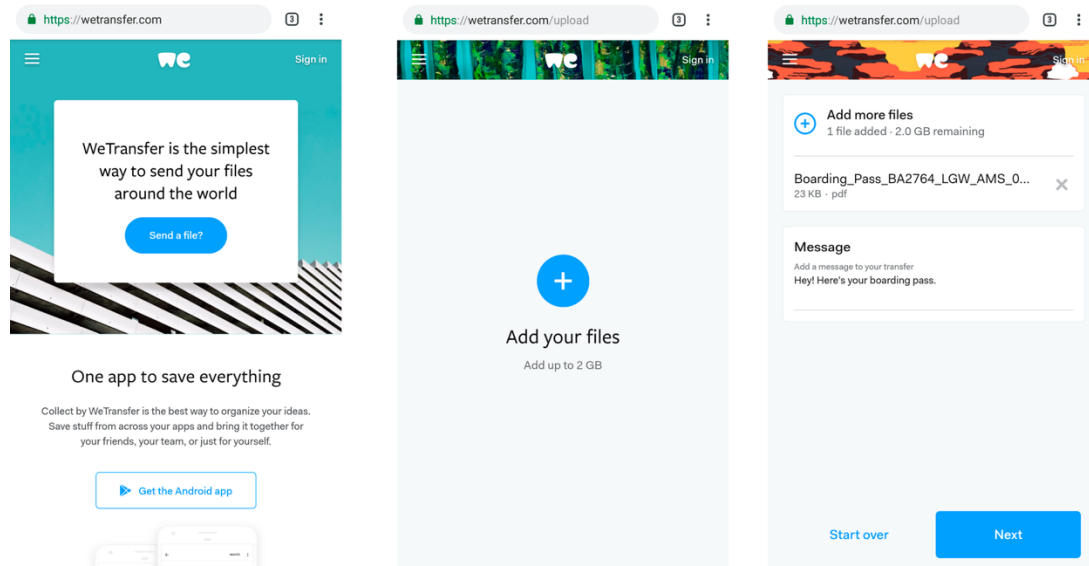 https://wetransfer.com
3
we
Sign in
WeTransfer is the simplest
way to send your files
around the world
Send a file?
One app to save everything
Collect by WeTransfer is the best way to organize your ideas.
Save stuff from across your apps and bring it together for
your friends, your team, or just for yourself.
Get the Android app
https://wetransfer.com/upload
3
we
Sign in
Add your files
Add up to 2 GB
https://wetransfer.com/upload
3
we
Sign in
Add more files
1 file added · 2.0 GB remaining
Boarding_Pass_BA2764_LGW_AMS_0...
23 KB · pdf
Message
Add a message to your transfer
Hey! Here's your boarding pass.
Start over
Next